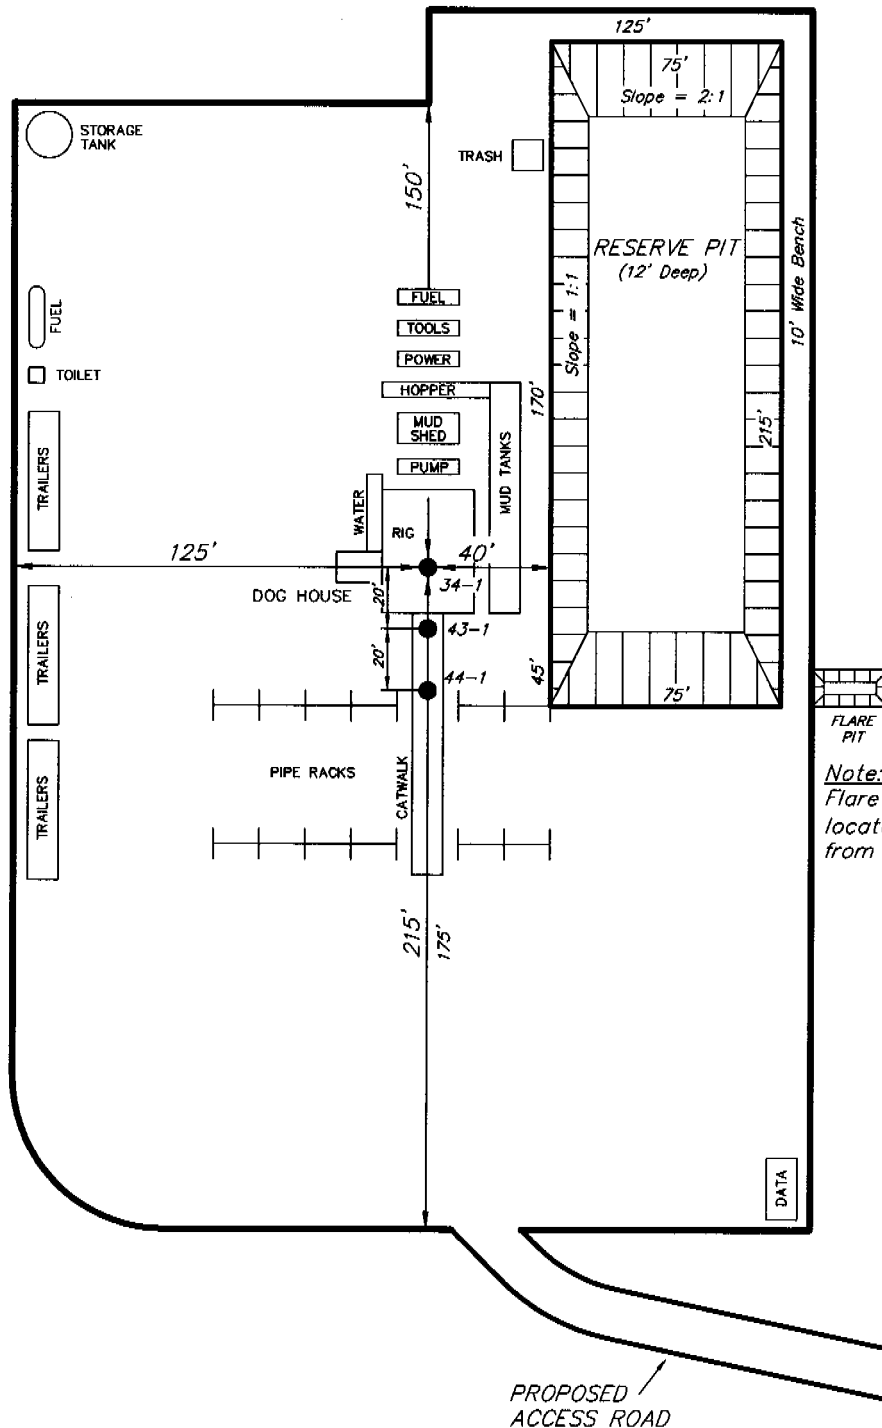 125'
75'
Slope = 2:1
STORAGE
TANK
TRASH
150'
RESERVE PIT
(12' Deep)
10' Wide Bench
FUEL
FUEL
Slope = 1:1
TOOLS
POWER
TOILET
HOPPER
170'
215'
MUD
SHED
MUD TANKS
TRAILERS
PUMP
WATER
RIG
125'
40'
34-1
DOG HOUSE
20'
43-1
20'
44-1
45'
75'
TRAILERS
FLARE
PIT
PIPE RACKS
CATWALK
TRAILERS
Note:
Flare
locat
from
215'
175'
DATA
PROPOSED
ACCESS ROAD